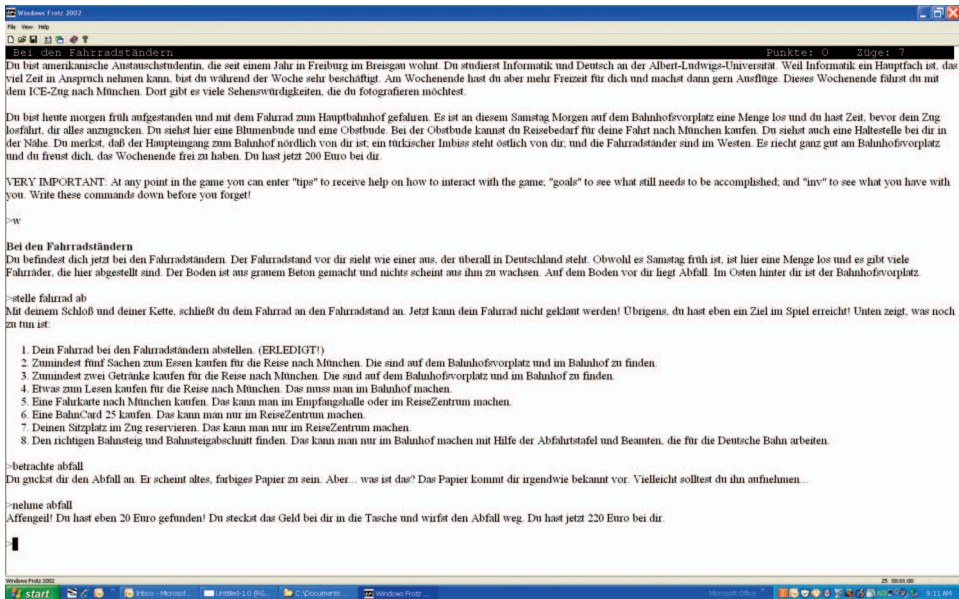 Windows Frotz 2002
File View Help
Bei den Fahrradständern Punkte: 0 Züge: 7
Du bist amerikanische Austauschstudentin, die seit einem Jahr in Freiburg im Breisgau wohnt. Du studierst Informatik und Deutsch an der Albert-Ludwigs-Universität. Weil Informatik ein Hauptfach ist, das
viel Zeit in Anspruch nehmen kann, bist du während der Woche sehr beschäftigt. Am Wochenende hast du aber mehr Freizeit für dich und machst dann gern Ausflüge. Dieses Wochenende fährst du mit
dem ICE-Zug nach München. Dort gibt es viele Sehenswürdigkeiten, die du fotografieren möchtest.
Du bist heute morgen früh aufgestanden und mit dem Fahrrad zum Hauptbahnhof gefahren. Es ist an diesem Samstag Morgen auf dem Bahnhofsvorplatz eine Menge los und du hast Zeit, bevor dein Zug
losfährt, dir alles anzugucken. Du siehst hier eine Blumenbude und eine Obstbude. Bei der Obstbude kannst du Reisebedarf für deine Fahrt nach München kaufen. Du siehst auch eine Haltestelle bei dir in
der Nähe. Du merkst, daß der Haupteingang zum Bahnhof nördlich von dir ist; ein türkischer Imbiss steht östlich von dir; und die Fahrradständer sind im Westen. Es riecht ganz gut am Bahnhofsvorplatz
und du freust dich, das Wochenende frei zu haben. Du hast jetzt 200 Euro bei dir.
VERY IMPORTANT: At any point in the game you can enter "tips" to receive help on how to interact with the game; "goals" to see what still needs to be accomplished; and "inv" to see what you have with
you. Write these commands down before you forget!
>w
Bei den Fahrradständern
Du befindest dich jetzt bei den Fahrradständern. Der Fahrradstand vor dir sieht wie einer aus, der überall in Deutschland steht. Obwohl es Samstag früh ist, ist hier eine Menge los und es gibt viele
Fahrräder, die hier abgestellt sind. Der Boden ist aus grauem Beton gemacht und nichts scheint aus ihm zu wachsen. Auf dem Boden vor dir liegt Abfall. Im Osten hinter dir ist der Bahnhofsvorplatz.
>stelle fahrrad ab
Mit deinem Schloß und deiner Kette, schließt du dein Fahrrad an den Fahrradstand an. Jetzt kann dein Fahrrad nicht geklaut werden! Übrigens, du hast eben ein Ziel im Spiel erreicht! Unten zeigt, was noch
zu tun ist:
1. Dein Fahrrad bei den Fahrradständern abstellen. (ERLEDIGT!)
2. Zumindest fünf Sachen zum Essen kaufen für die Reise nach München. Die sind auf dem Bahnhofsvorplatz und im Bahnhof zu finden.
3. Zumindest zwei Getränke kaufen für die Reise nach München. Die sind auf dem Bahnhofsvorplatz und im Bahnhof zu finden.
4. Etwas zum Lesen kaufen für die Reise nach München. Das muss man im Bahnhof machen.
5. Eine Fahrkarte nach München kaufen. Das kann man im Empfangshalle oder im ReiseZentrum machen.
6. Eine BahnCard 25 kaufen. Das kann man nur im ReiseZentrum machen.
7. Deinen Sitzplatz im Zug reservieren. Das kann man nur im ReiseZentrum machen.
8. Den richtigen Bahnsteig und Bahnsteigabschnitt finden. Das kann man nur im Bahnhof machen mit Hilfe der Abfahrtstafel und Beamten, die für die Deutsche Bahn arbeiten.
>betrachte abfall
Du guckst dir den Abfall an. Er scheint altes, farbiges Papier zu sein. Aber... was ist das? Das Papier kommt dir irgendwie bekannt vor. Vielleicht solltest du ihn aufnehmen...
>nehme abfall
Affengeil! Du hast eben 20 Euro gefunden! Du steckst das Geld bei dir in die Tasche und wirfst den Abfall weg. Du hast jetzt 220 Euro bei dir.
>
Windows Frotz 2002 25 00:01:00
start Inbox - Microsof... Untitled-1.0 (RG... C:\Documents ... Windows Frotz ... Microsoft Office 9:11 AM